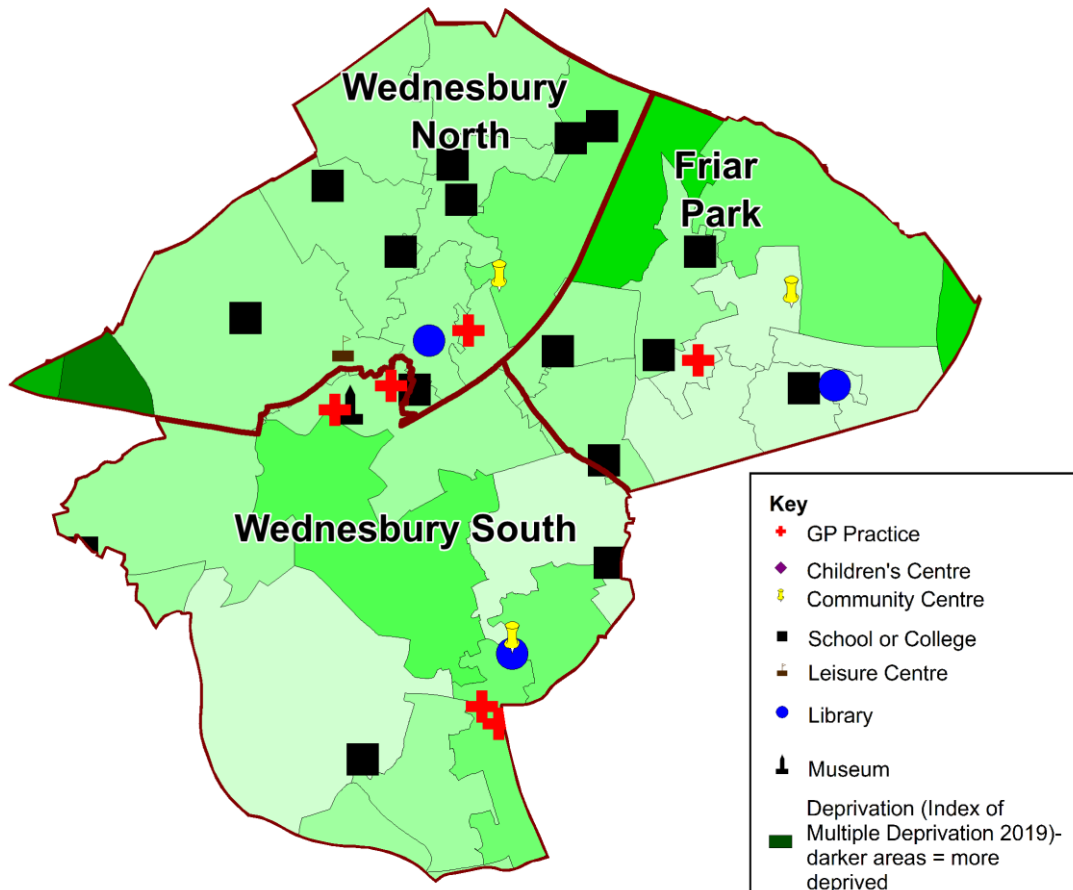 Wednesbury
North
Friar
Park
Wednesbury South
Key
GP Practice
Children's Centre
Community Centre
School or College
Leisure Centre
Library
Museum
Deprivation (Index of
Multiple Deprivation 2019)-
darker areas = more
deprived